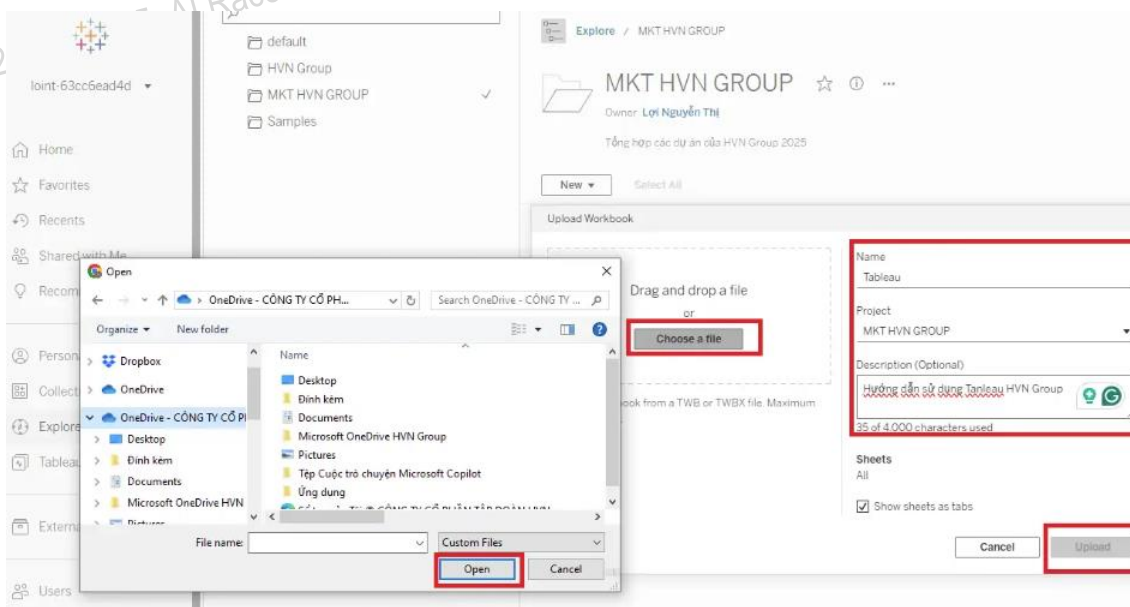 loint-63cc6ead4d
Home
Favorites
Recents
Shared with Me
Recom
Person
Collect
Explore
Tableau
Externa
Users
default
HVN Group
MKT HVN GROUP
Samples
Explore / MKT HVN GROUP
MKT HVN GROUP
Owner Lợi Nguyễn Thị
Tổng hợp các dự án của HVN Group 2025
New
Select All
Upload Workbook
Drag and drop a file
or
Choose a file
book from a TWB or TWBX file. Maximum
Name
Tableau
Project
MKT HVN GROUP
Description (Optional)
Hướng dẫn sử dụng Tanleau HVN Group
35 of 4,000 characters used
Sheets
All
Show sheets as tabs
Cancel
Upload
Open
OneDrive - CÔNG TY CỔ PH...
Search OneDrive - CÔNG TY ...
Organize
New folder
Dropbox
OneDrive
OneDrive - CÔNG TY CỔ PH
Desktop
Đính kèm
Documents
Microsoft OneDrive HVN
Pictures
Name
Desktop
Đính kèm
Documents
Microsoft OneDrive HVN Group
Pictures
Tệp Cuộc trò chuyện Microsoft Copilot
Ứng dụng
File name:
Custom Files
Open
Cancel